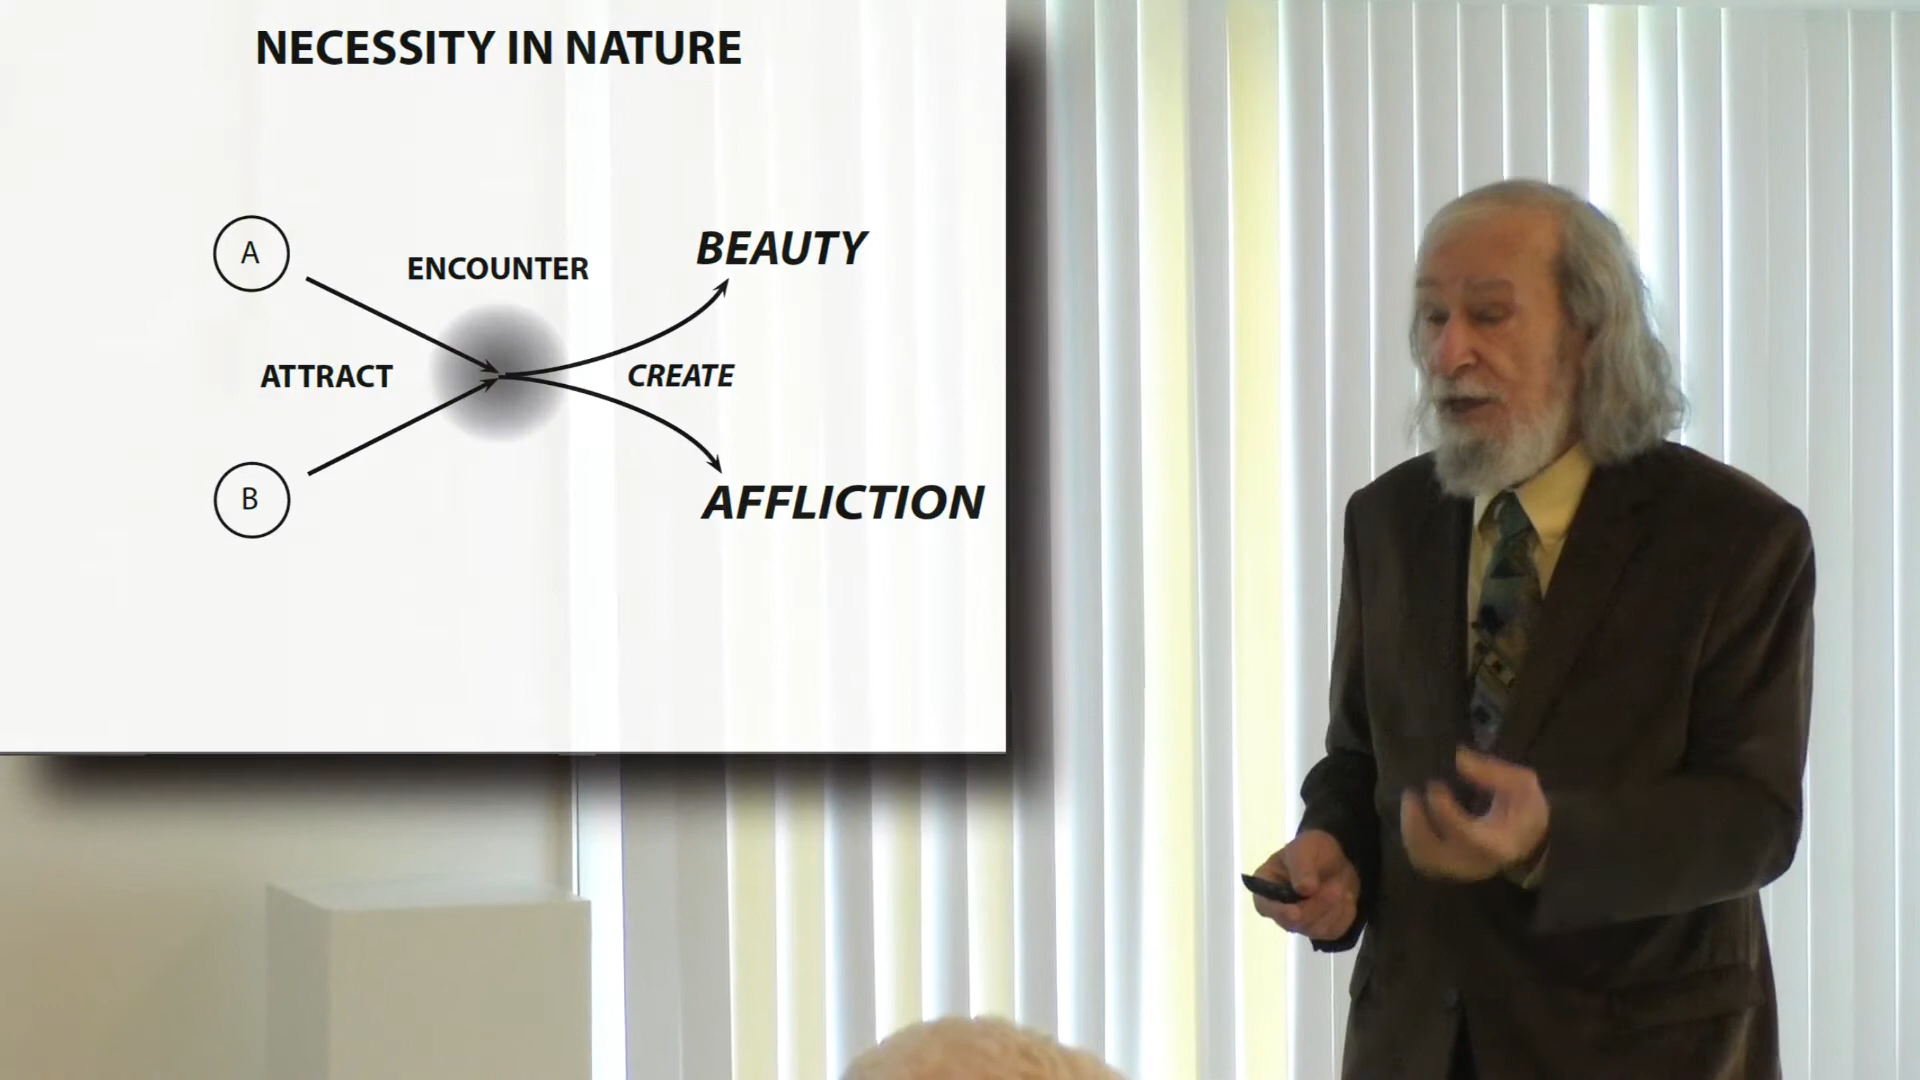 NECESSITY IN NATURE
A
ENCOUNTER
BEAUTY
ATTRACT
CREATE
B
AFFLICTION